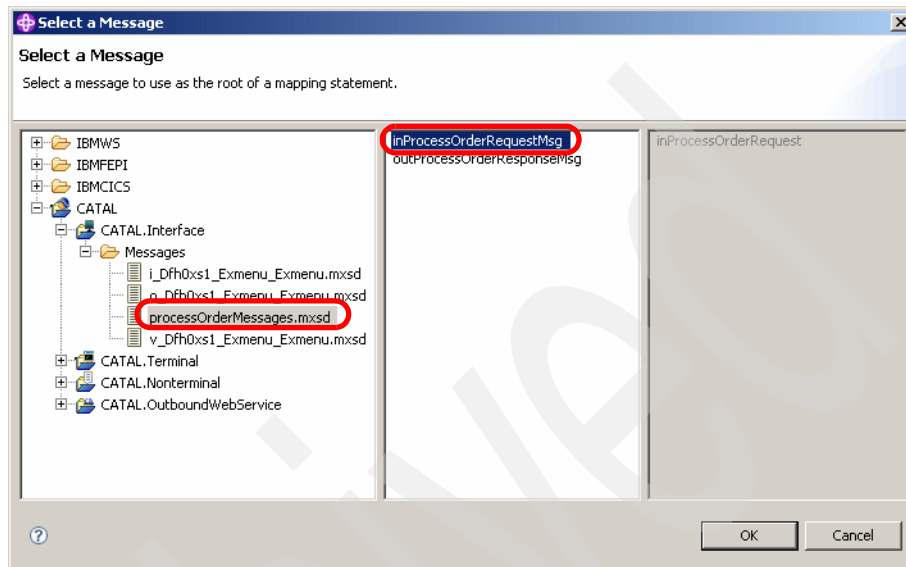 Select a Message
Select a Message
Select a message to use as the root of a mapping statement.
IBMWS
IBMFEPI
IBMCICS
CATAL
CATAL.Interface
Messages
i_Dfh0xs1_Exmenu_Exmenu.mxsd
o_Dfh0xs1_Exmenu_Exmenu.mxsd
processOrderMessages.mxsd
v_Dfh0xs1_Exmenu_Exmenu.mxsd
CATAL.Terminal
CATAL.Nonterminal
CATAL.OutboundWebService
inProcessOrderRequestMsg
outProcessOrderResponseMsg
inProcessOrderRequest
OK
Cancel